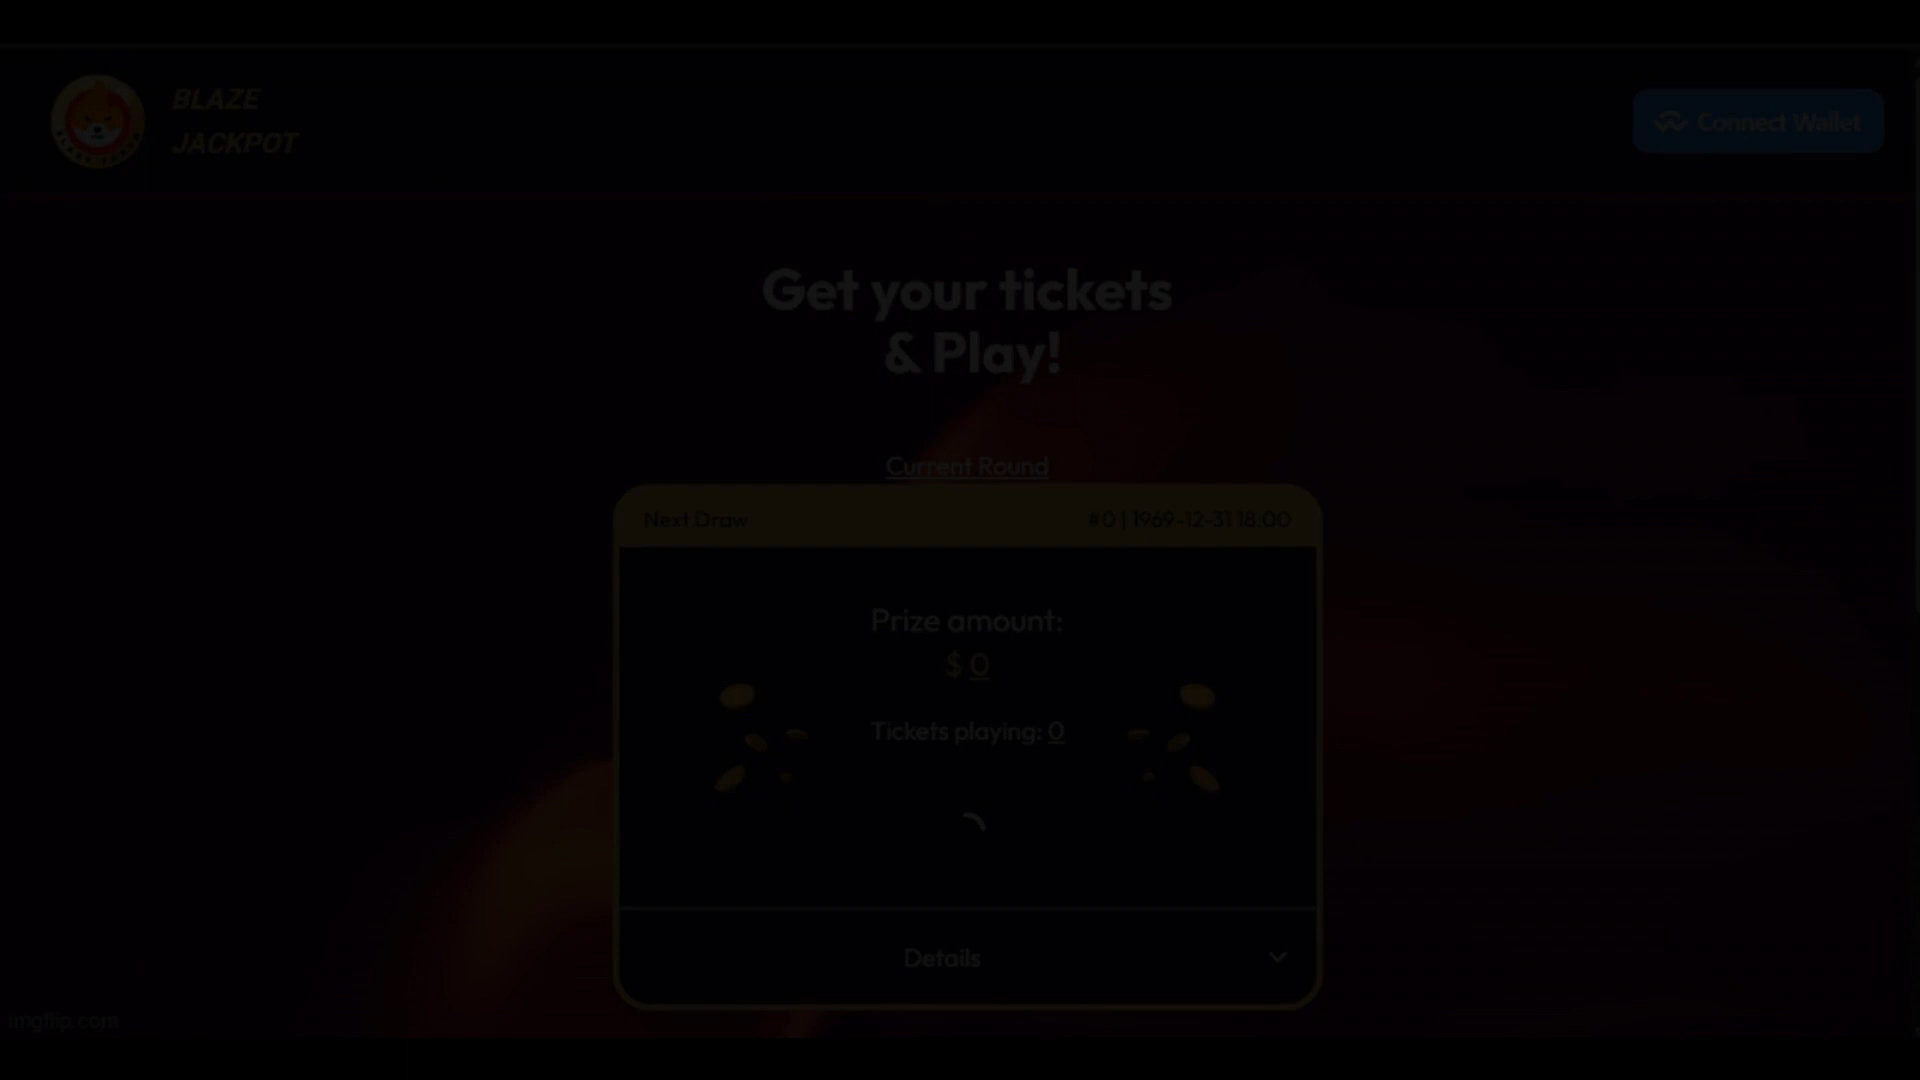 BLAZE
JACKPOT
Connect Wallet
Get your tickets
& Play!
Current Round
Next Draw
#0 | 1969-12-31 18:00
Prize amount:
$ 0
Tickets playing: 0
Details
imgflip.com